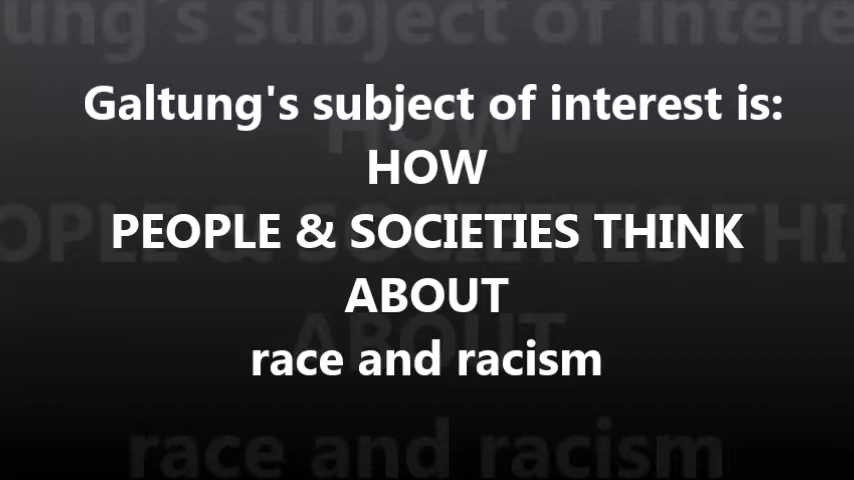 Galtung's subject of interest is:
HOW
PEOPLE & SOCIETIES THINK
ABOUT
race and racism